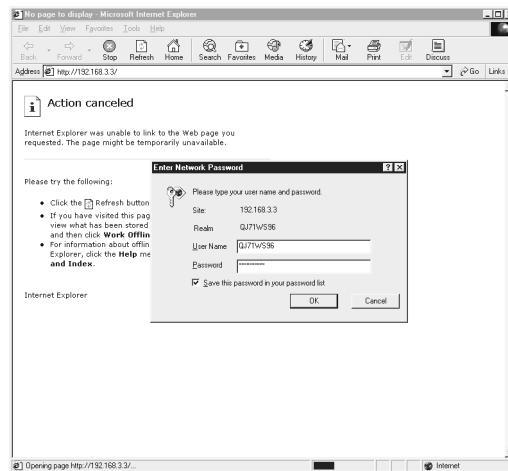 No page to display - Microsoft Internet Explorer
File Edit View Favorites Tools Help
Back Forward Stop Refresh Home Search Favorites Media History Mail Print Edit Discuss
Address http://192.168.3.3/ Go Links
Action canceled
Internet Explorer was unable to link to the Web page you
requested. The page might be temporarily unavailable.
Please try the following:
Click the Refresh button
If you have visited this pag
view what has been stored
and then click Work Offlin
For information about offlin
Explorer, click the Help me
and Index.
Internet Explorer
Enter Network Password
Please type your user name and password.
Site: 192.168.3.3
Realm QJ71WS96
User Name QJ71WS96
Password
Save this password in your password list
OK Cancel
Opening page http://192.168.3.3/... Internet